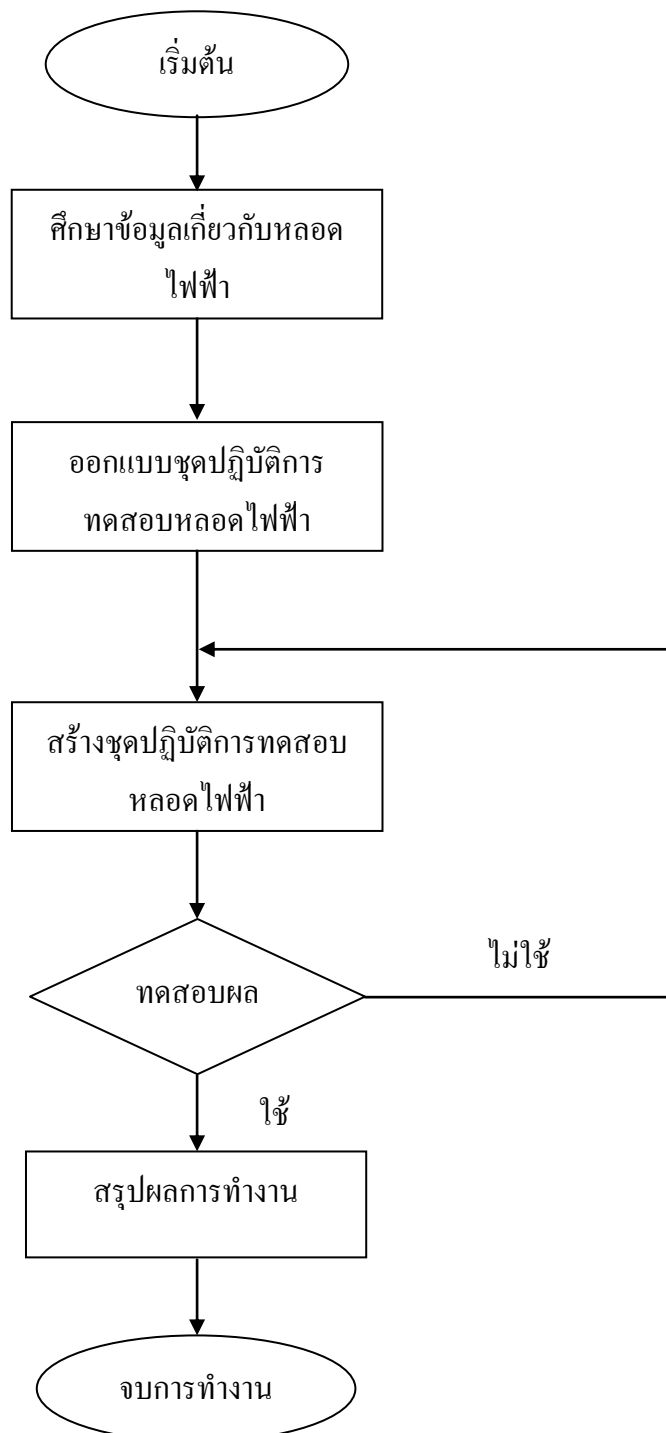 เริ่มต้น
ศึกษาข้อมูลเกี่ยวกับหลอด
ไฟฟ้า
ออกแบบชุดปฏิบัติการ
ทดสอบหลอดไฟฟ้า
สร้างชุดปฏิบัติการทดสอบ
หลอดไฟฟ้า
ไม่ใช้
ทดสอบผล
ใช้
สรุปผลการทำงาน
จบการทำงาน